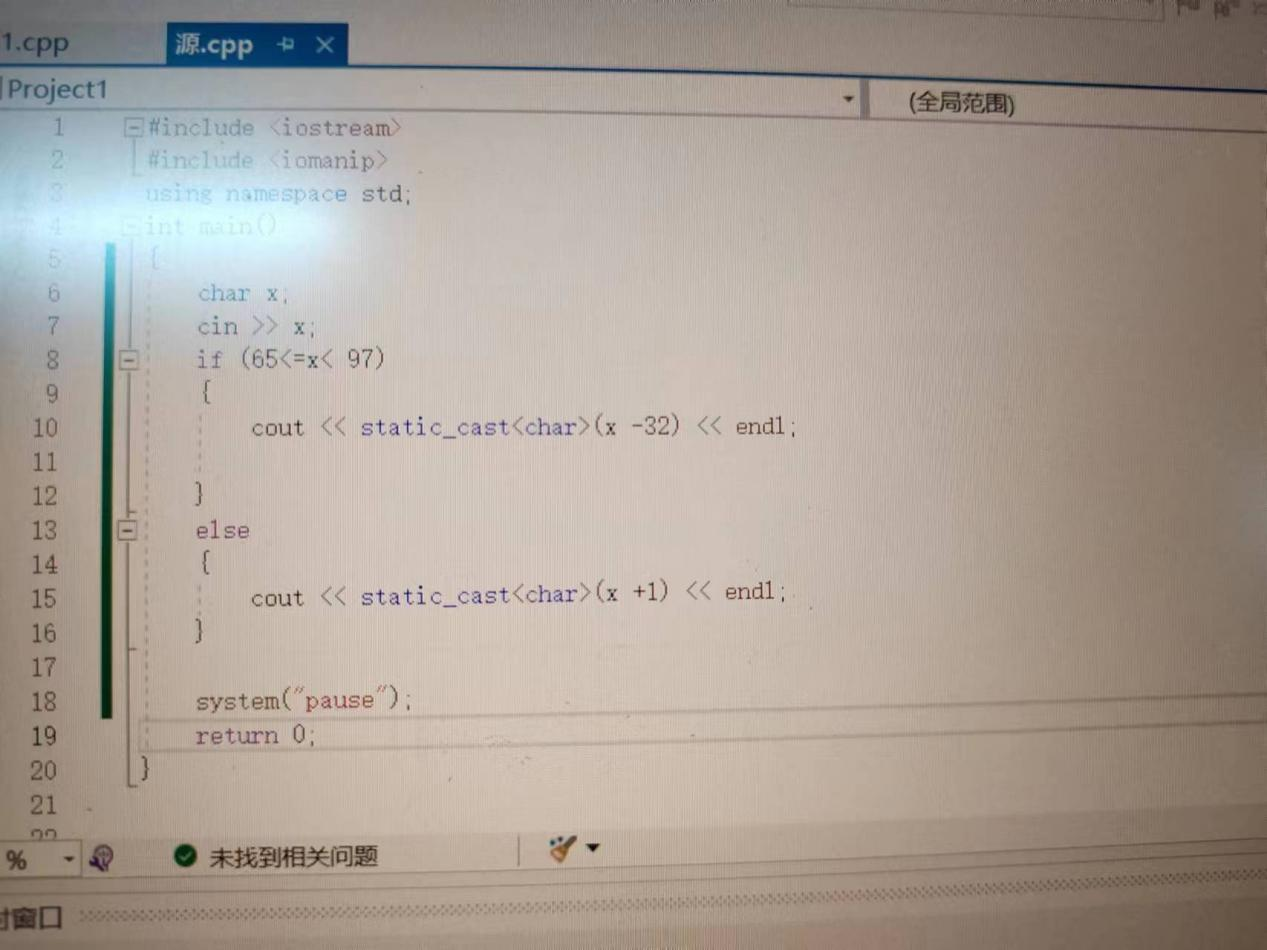 1.cpp
源.cpp
Project1
(全局范围)
1 #include <iostream>
2 #include <iomanip>
3 using namespace std;
4 int main()
5 {
6 char x;
7 cin >> x;
8 if (65<=x< 97)
9 {
10 cout << static_cast<char>(x -32) << endl;
11
12 }
13 else
14 {
15 cout << static_cast<char>(x +1) << endl;
16 }
17
18 system("pause");
19 return 0;
20 }
21
22
%
未找到相关问题
窗口